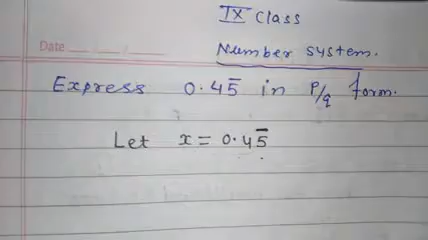 IX Class
Number system.
Date
Express 0.45̅ in P/q form.
Let x = 0.45̅